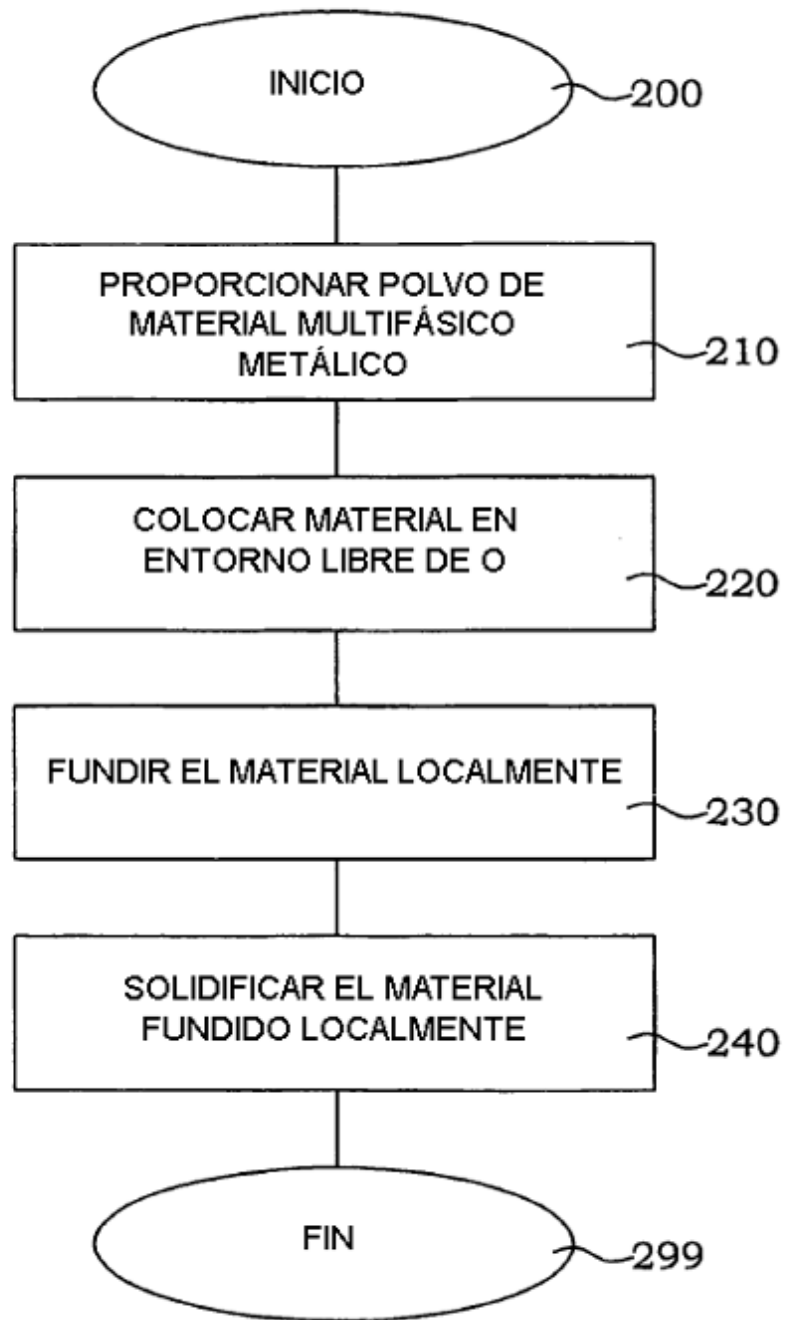 INICIO
200
PROPORCIONAR POLVO DE
MATERIAL MULTIFÁSICO
METÁLICO
210
COLOCAR MATERIAL EN
ENTORNO LIBRE DE O
220
FUNDIR EL MATERIAL LOCALMENTE
230
SOLIDIFICAR EL MATERIAL
FUNDIDO LOCALMENTE
240
FIN
299